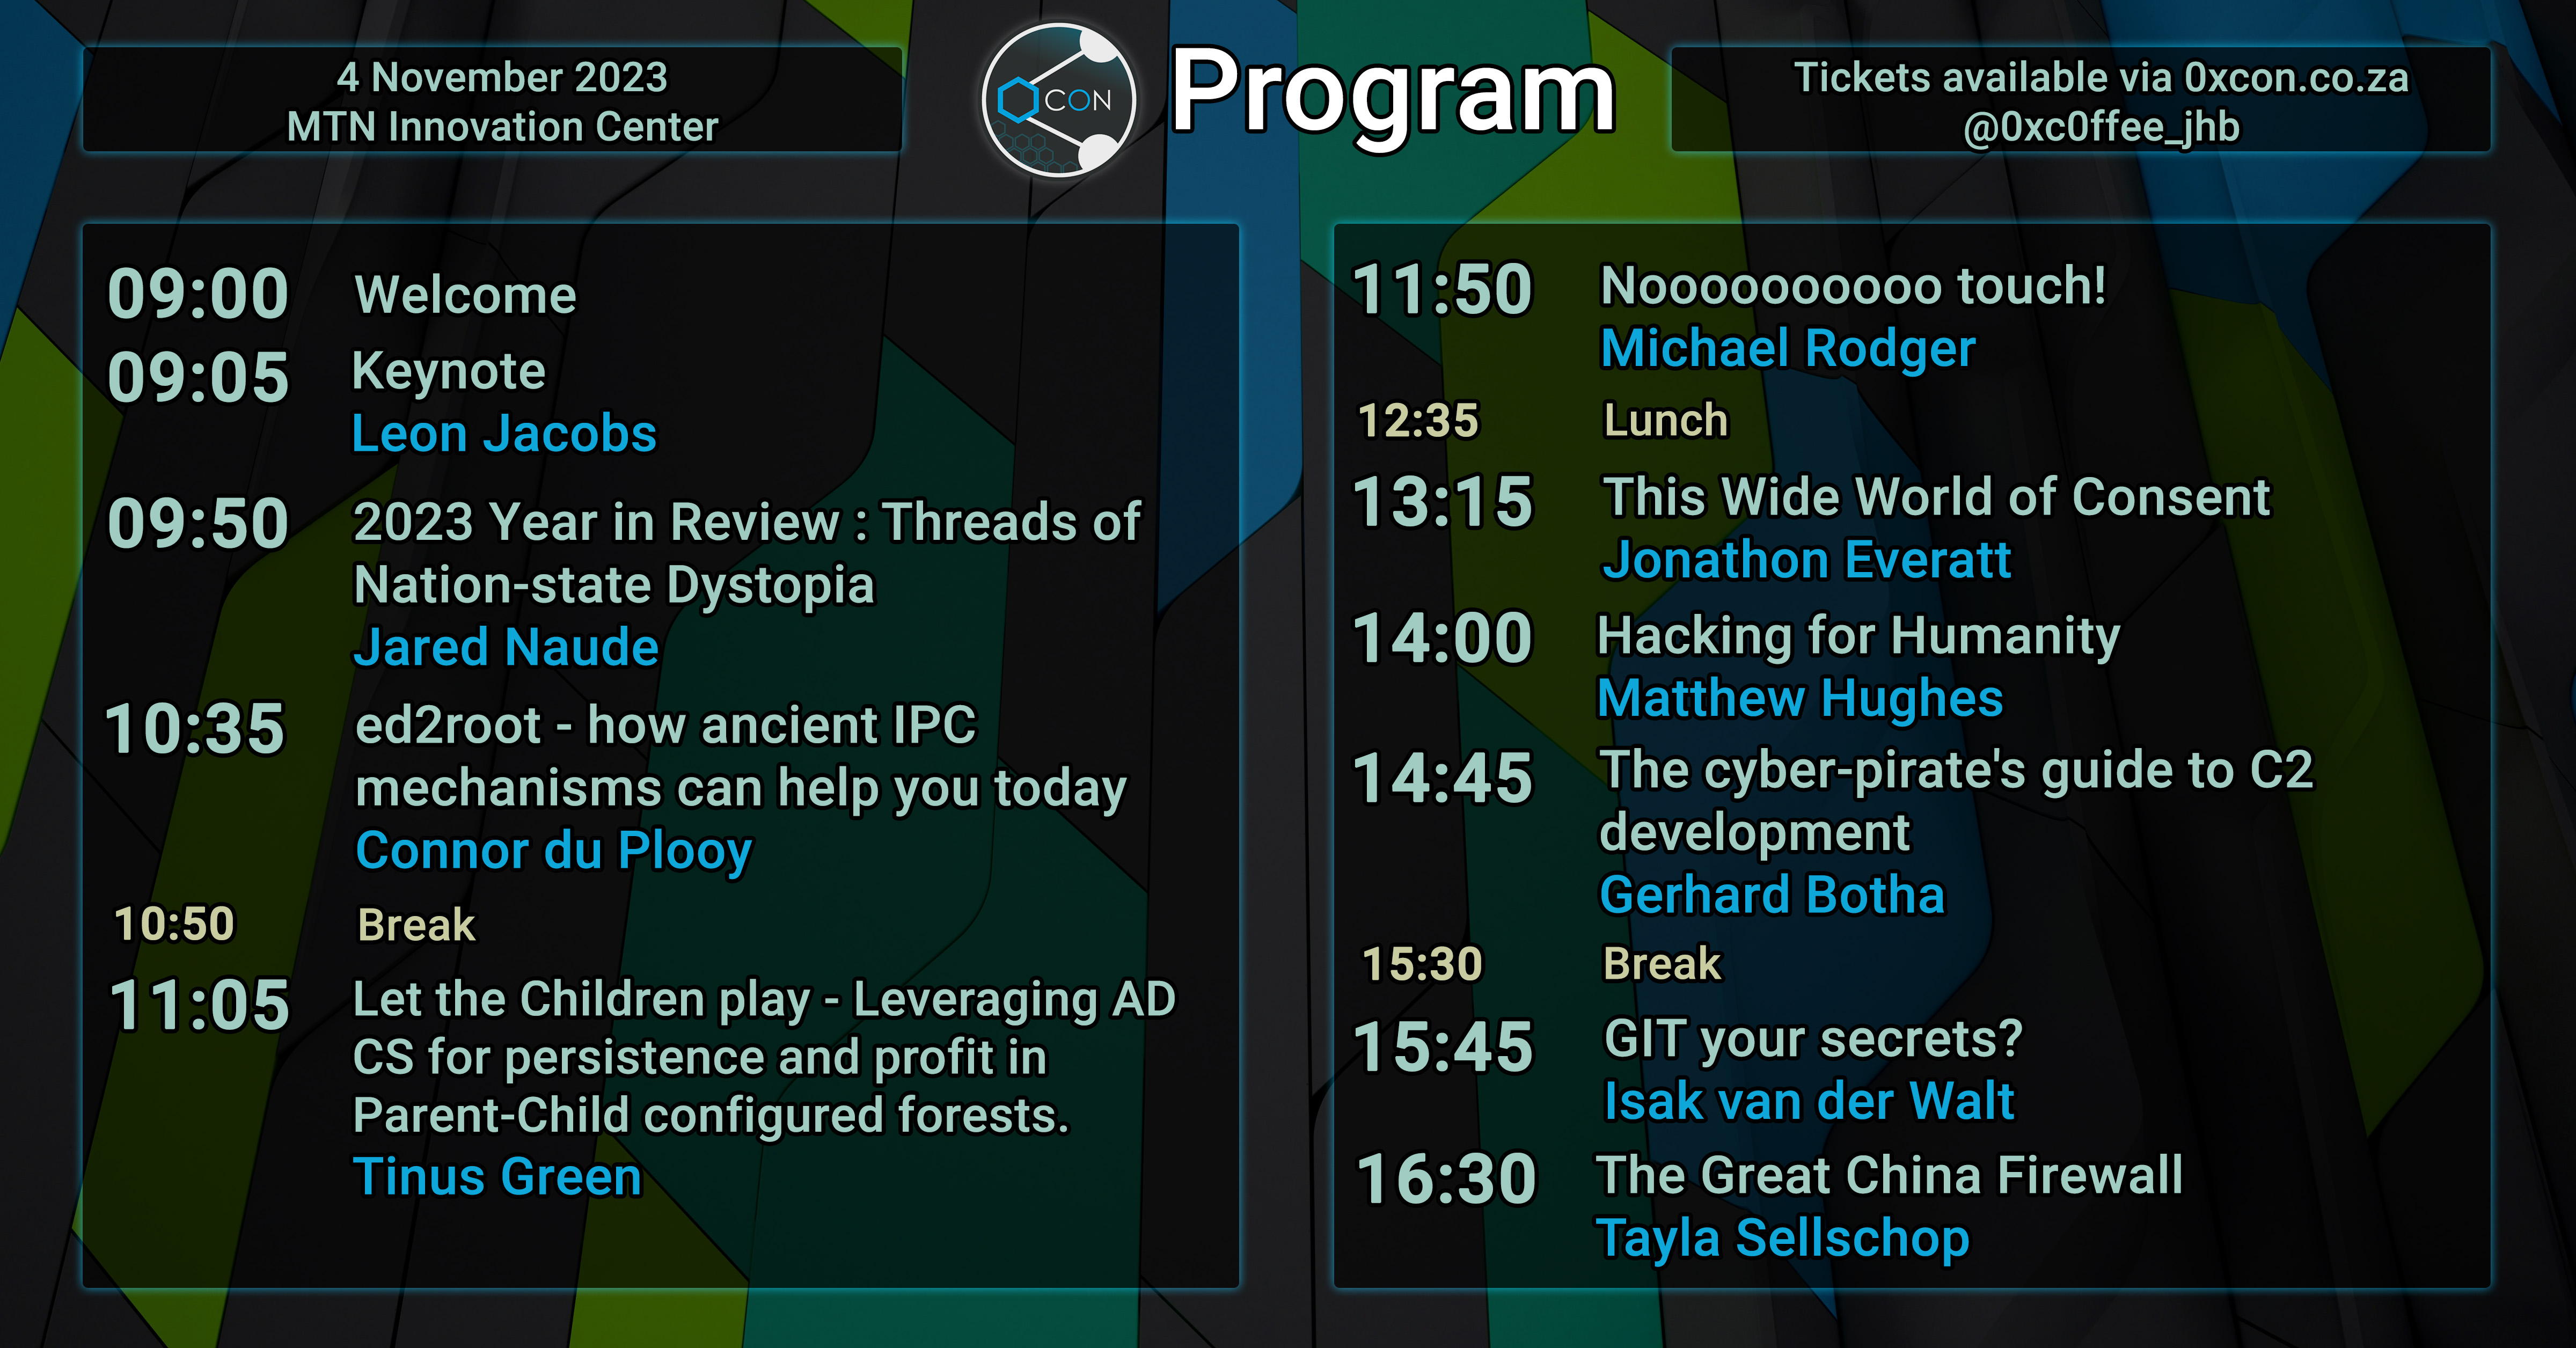 4 November 2023
MTN Innovation Center
CON
Program
Tickets available via 0xcon.co.za
@0xc0ffee_jhb
09:00 Welcome
09:05 Keynote
Leon Jacobs
09:50 2023 Year in Review : Threads of
Nation-state Dystopia
Jared Naude
10:35 ed2root - how ancient IPC
mechanisms can help you today
Connor du Plooy
10:50 Break
11:05 Let the Children play - Leveraging AD
CS for persistence and profit in
Parent-Child configured forests.
Tinus Green
11:50 Noooooooooo touch!
Michael Rodger
12:35 Lunch
13:15 This Wide World of Consent
Jonathon Everatt
14:00 Hacking for Humanity
Matthew Hughes
14:45 The cyber-pirate's guide to C2
development
Gerhard Botha
15:30 Break
15:45 GIT your secrets?
Isak van der Walt
16:30 The Great China Firewall
Tayla Sellschop